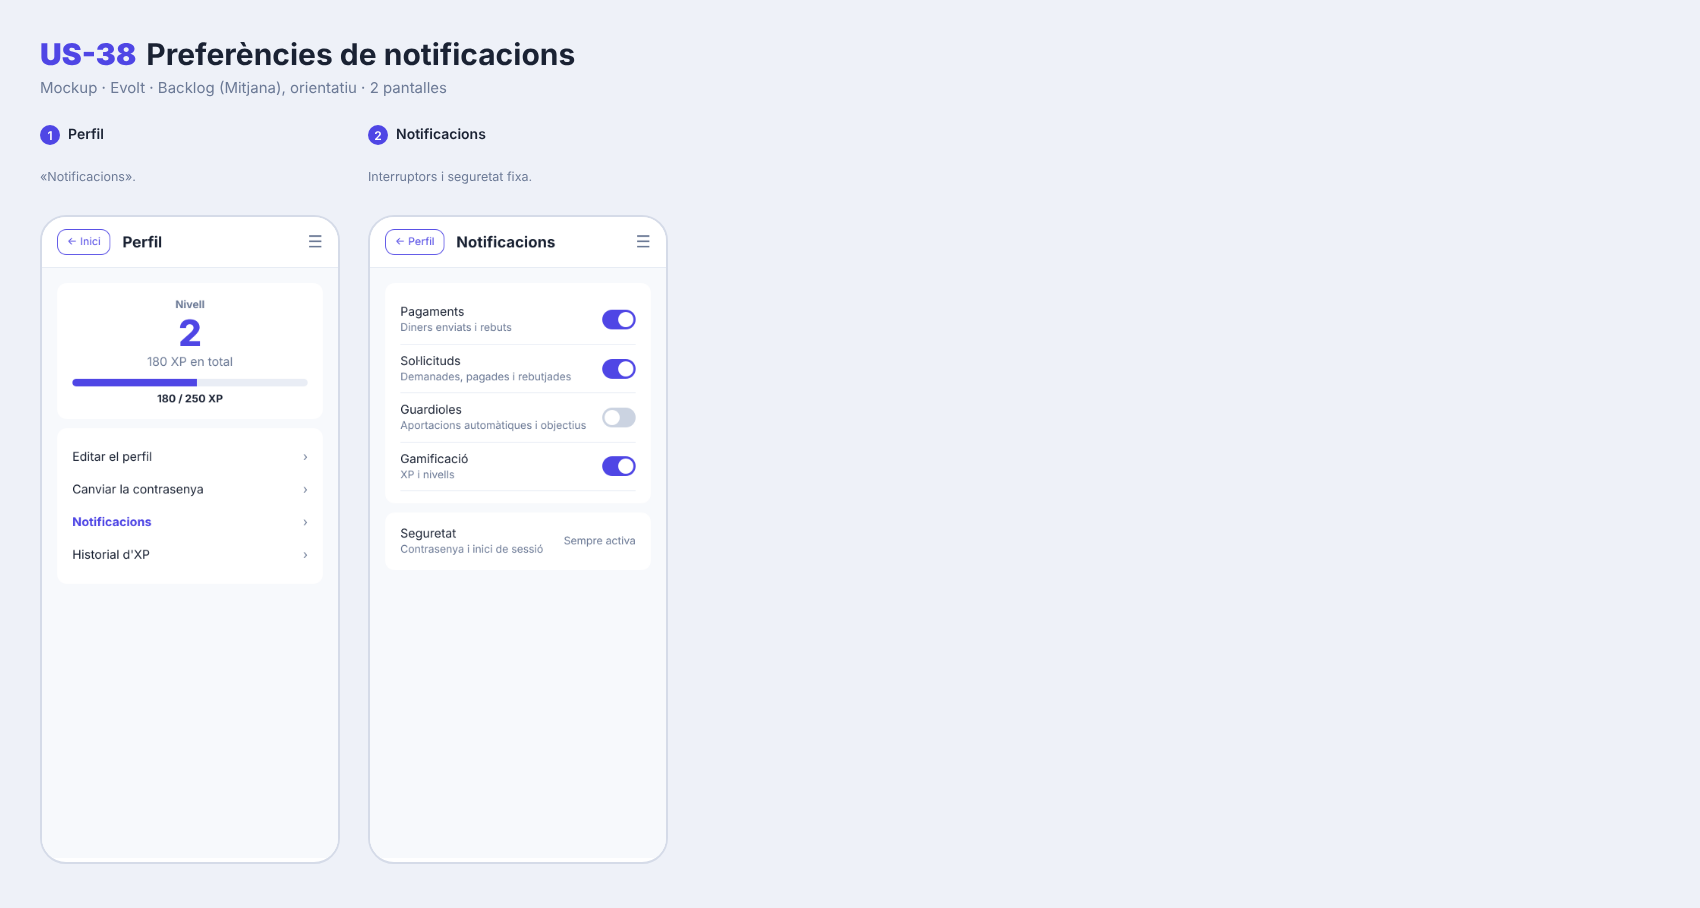 US-38 Preferències de notificacions
Mockup · Evolt · Backlog (Mitjana), orientatiu · 2 pantalles
1 Perfil
«Notificacions».
← Inici Perfil ☰
Nivell
2
180 XP en total
180 / 250 XP
Editar el perfil ›
Canviar la contrasenya ›
Notificacions ›
Historial d'XP ›
2 Notificacions
Interruptors i seguretat fixa.
← Perfil Notificacions ☰
Pagaments
Diners enviats i rebuts
Sol·licituds
Demanades, pagades i rebutjades
Guardioles
Aportacions automàtiques i objectius
Gamificació
XP i nivells
Seguretat
Contrasenya i inici de sessió
Sempre activa